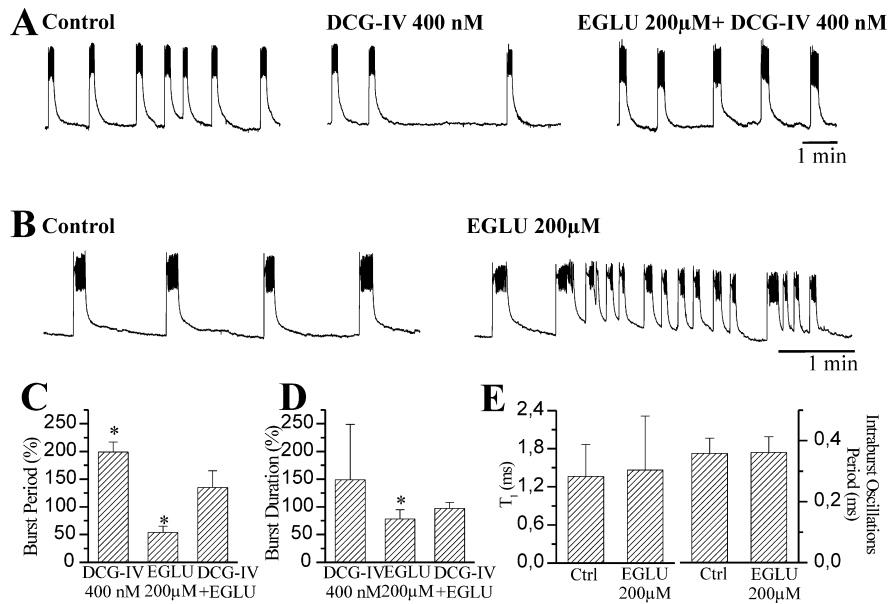 A Control
DCG-IV 400 nM
EGLU 200µM+ DCG-IV 400 nM
1 min
B Control
EGLU 200µM
1 min
C
Burst Period (%)
250
200
150
100
50
0
*
*
DCG-IV
400 nM
EGLU
200µM
DCG-IV
+EGLU
D
Burst Duration (%)
250
200
150
100
50
0
*
DCG-IV
400 nM
EGLU
200µM
DCG-IV
+EGLU
E
T1 (ms)
2,4
1,8
1,2
0,6
0,0
Ctrl
EGLU
200µM
Ctrl
EGLU
200µM
0,4
0,2
0,0
Intraburst Oscillations
Period (ms)